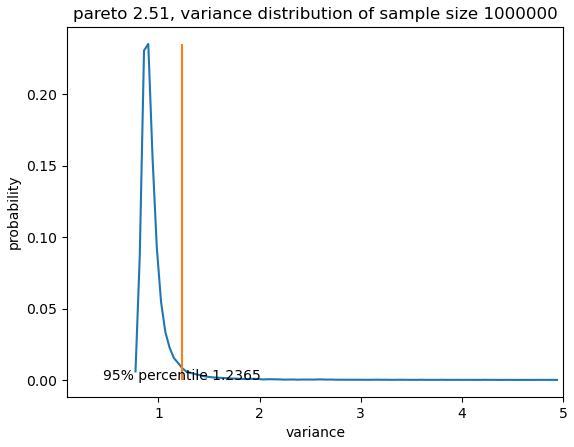 pareto 2.51, variance distribution of sample size 1000000
probability
0.20
0.15
0.10
0.05
0.00
95% percentile 1.2365
1 2 3 4 5
variance